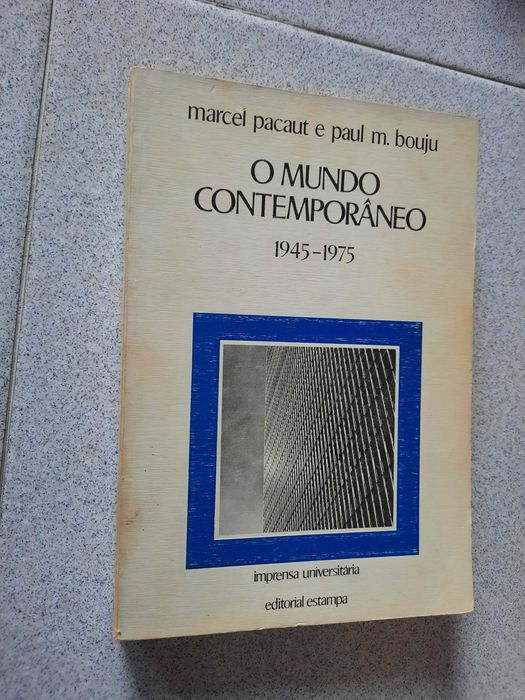 marcel pacaut e paul m. bouju
O MUNDO
CONTEMPORÂNEO
1945-1975
imprensa universitária
editorial estampa